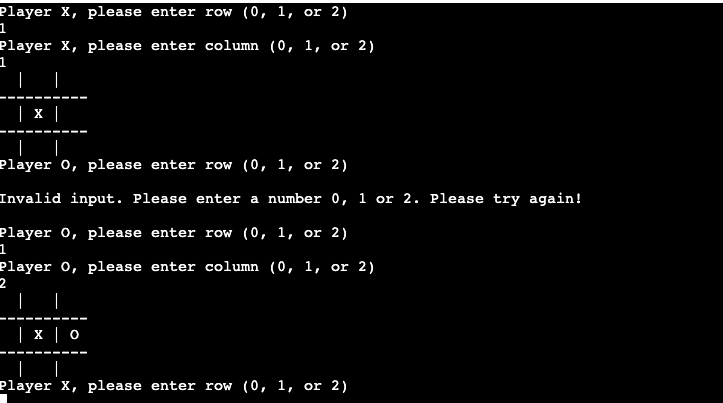 Player X, please enter row (0, 1, or 2)
1
Player X, please enter column (0, 1, or 2)
1
  |   |
----------
  | X |
----------
  |   |
Player O, please enter row (0, 1, or 2)
Invalid input. Please enter a number 0, 1 or 2. Please try again!
Player O, please enter row (0, 1, or 2)
1
Player O, please enter column (0, 1, or 2)
2
  |   |
----------
  | X | O
----------
  |   |
Player X, please enter row (0, 1, or 2)